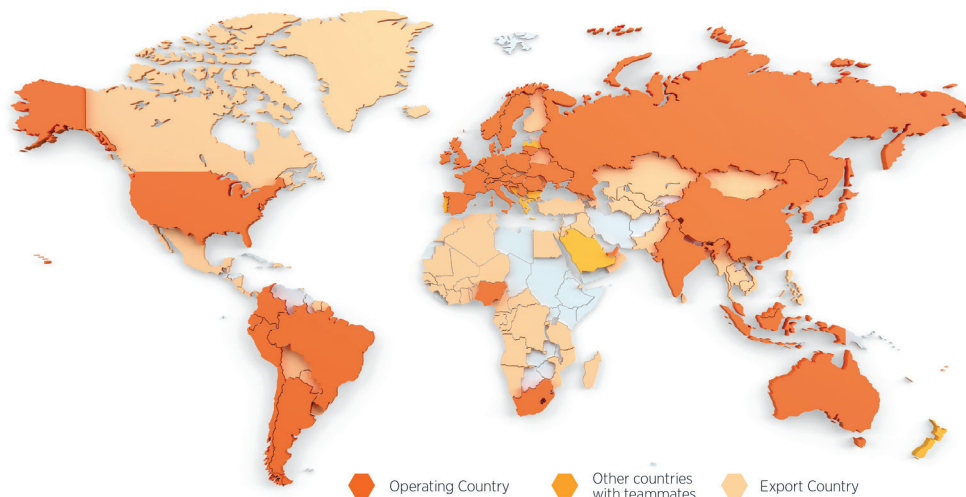 Operating Country
Other countries
with teammates
Export Country